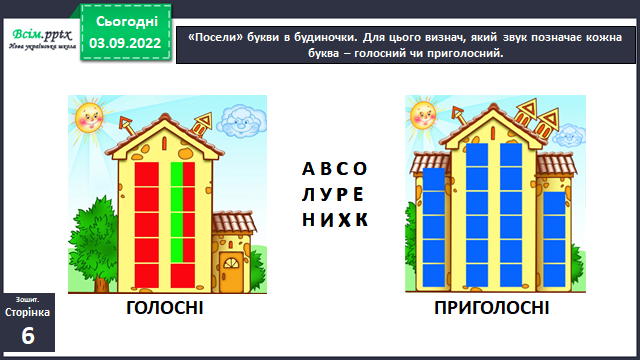 Всім.pptx
Нова українська школа
Сьогодні
03.09.2022
«Посели» букви в будиночки. Для цього визнач, який звук позначає кожна
буква – голосний чи приголосний.
А В С О
Л У Р Е
Н И Х К
ГОЛОСНІ
ПРИГОЛОСНІ
Зошит.
Сторінка
6